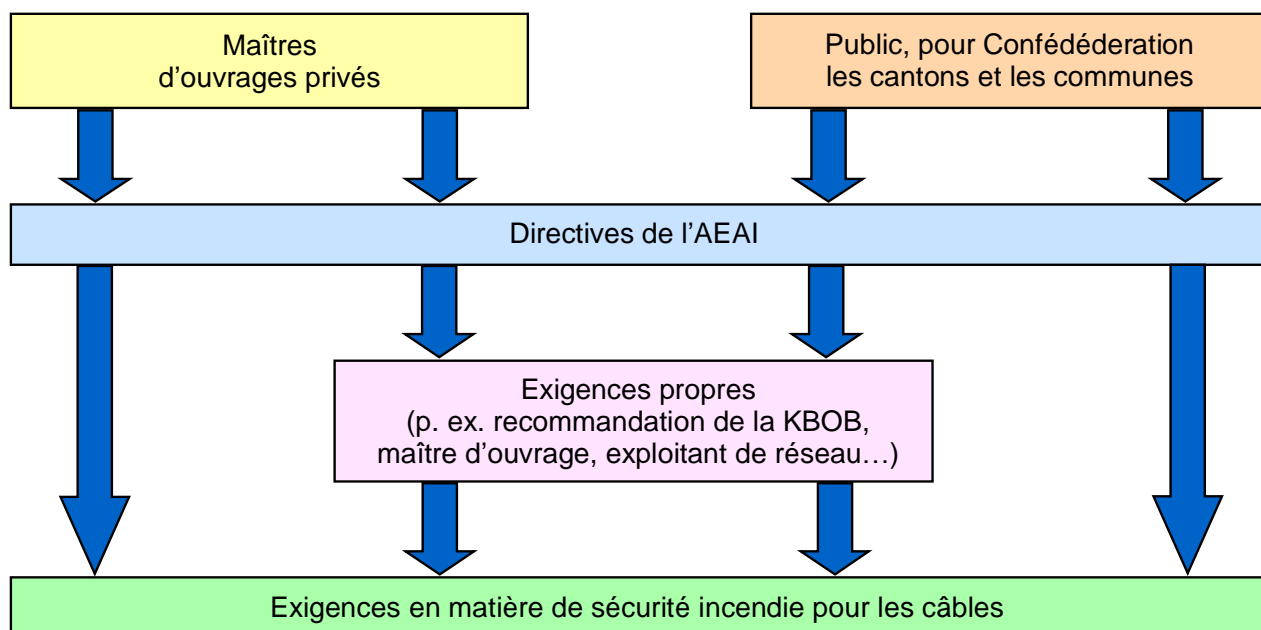 Maîtres
d'ouvrages privés
Public, pour Confédéderation
les cantons et les communes
Directives de l'AEAI
Exigences propres
(p. ex. recommandation de la KBOB,
maître d'ouvrage, exploitant de réseau…)
Exigences en matière de sécurité incendie pour les câbles